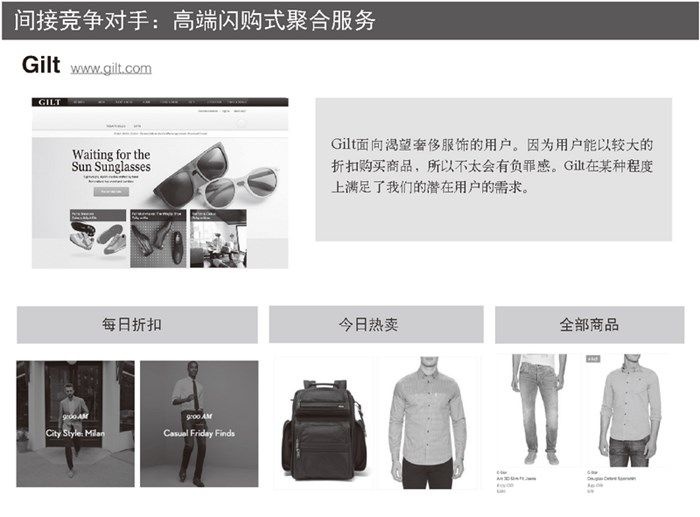 间接竞争对手：高端闪购式聚合服务
Gilt www.gilt.com
GILT
Waiting for the
Sun Sunglasses
Gilt面向渴望奢侈服饰的用户。因为用户能以较大的
折扣购买商品，所以不太会有负罪感。Gilt在某种程度
上满足了我们的潜在用户的需求。
每日折扣
今日热卖
全部商品
9:00 AM
City Style: Milan
9:00 AM
Casual Friday Finds
G-Star
Arc 3D Slim Fit Jeans
G-Star